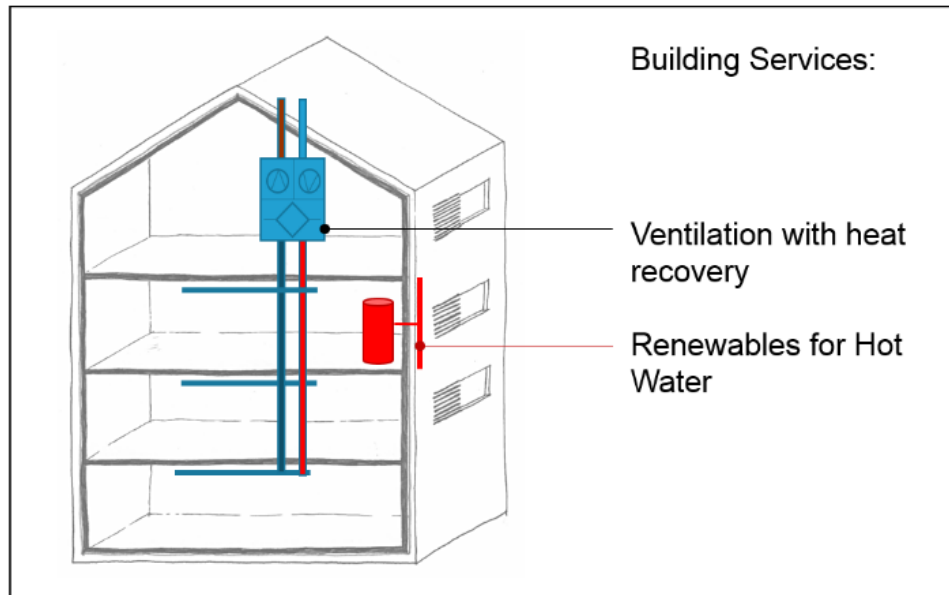 Building Services:
Ventilation with heat
recovery
Renewables for Hot
Water